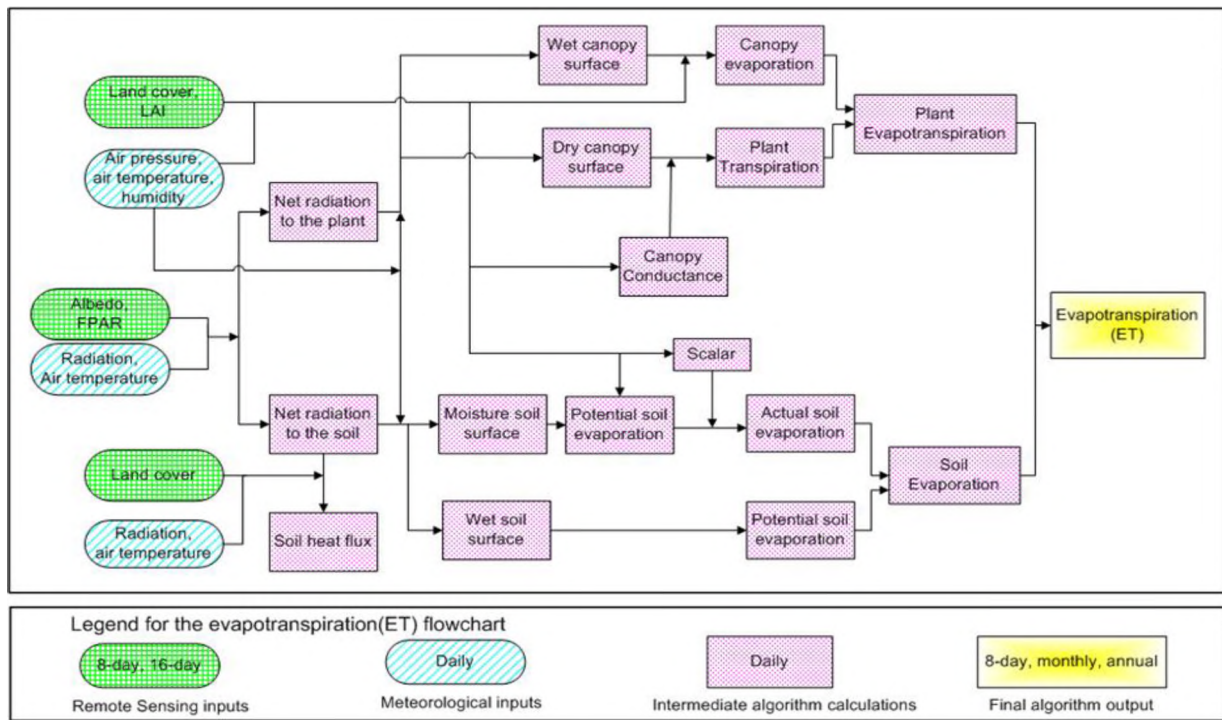 Wet canopy
surface
Canopy
evaporation
Land cover,
LAI
Plant
Evapotranspiration
Air pressure,
air temperature,
humidity
Dry canopy
surface
Plant
Transpiration
Net radiation
to the plant
Canopy
Conductance
Albedo,
FPAR
Radiation,
Air temperature
Evapotranspiration
(ET)
Scalar
Net radiation
to the soil
Moisture soil
surface
Potential soil
evaporation
Actual soil
evaporation
Land cover
Soil
Evaporation
Radiation,
air temperature
Soil heat flux
Wet soil
surface
Potential soil
evaporation
Legend for the evapotranspiration(ET) flowchart
8-day, 16-day
Daily
Daily
8-day, monthly, annual
Remote Sensing inputs
Meteorological inputs
Intermediate algorithm calculations
Final algorithm output